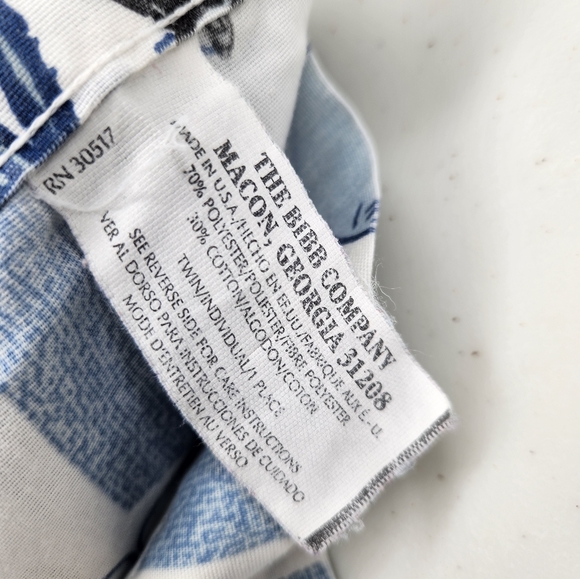 THE BIBB COMPANY
MACON, GEORGIA 31208
MADE IN U.S.A./HECHO EN EE.UU./FABRIQUE AUX É.-U.
70% POLYESTER/POLIESTER/FIBRE POLYESTER
30% COTTON/ALGODON/COTON
TWIN/INDIVIDUAL/1 PLACE
SEE REVERSE SIDE FOR CARE INSTRUCTIONS
VER AL DORSO PARA INSTRUCCIONES DE CUIDADO
MODE D'ENTRETIEN AU VERSO
RN 30517